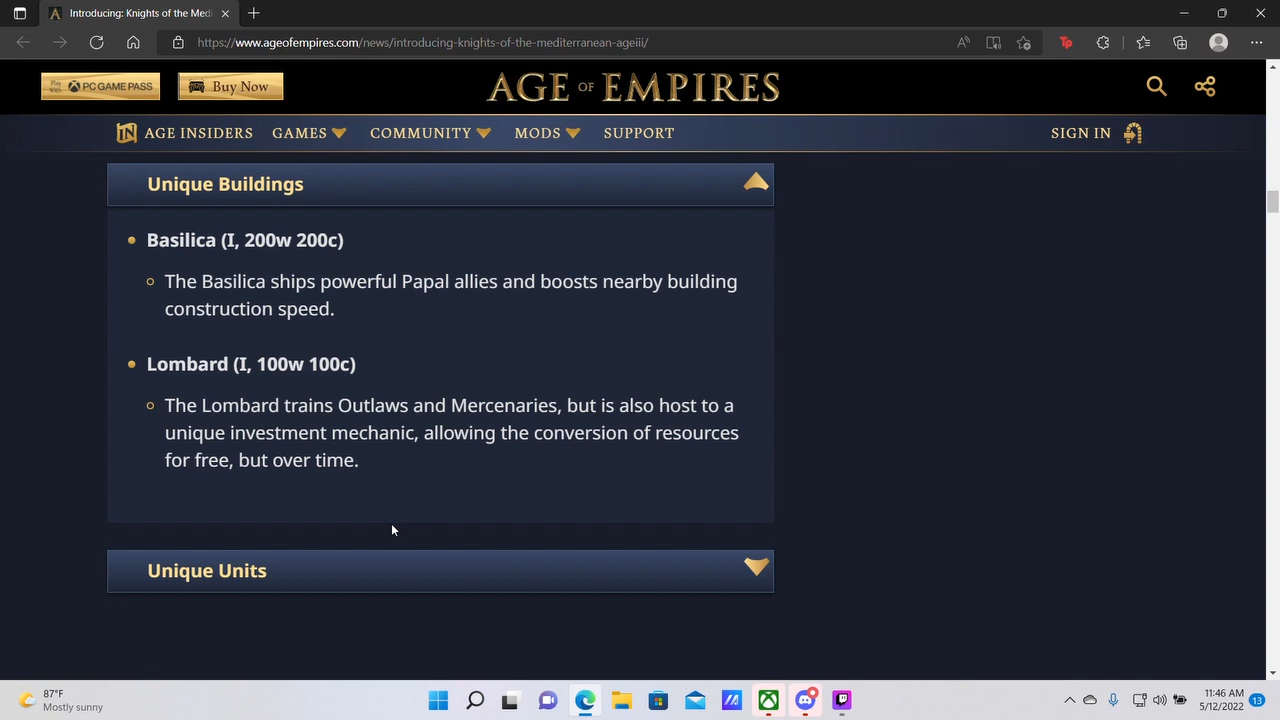 Introducing: Knights of the Medi
https://www.ageofempires.com/news/introducing-knights-of-the-mediterranean-ageiii/
PC GAME PASS
Buy Now
AGE OF EMPIRES
AGE INSIDERS
GAMES
COMMUNITY
MODS
SUPPORT
SIGN IN
Unique Buildings
Basilica (I, 200w 200c)
The Basilica ships powerful Papal allies and boosts nearby building
construction speed.
Lombard (I, 100w 100c)
The Lombard trains Outlaws and Mercenaries, but is also host to a
unique investment mechanic, allowing the conversion of resources
for free, but over time.
Unique Units
87°F
Mostly sunny
11:46 AM
5/12/2022
13